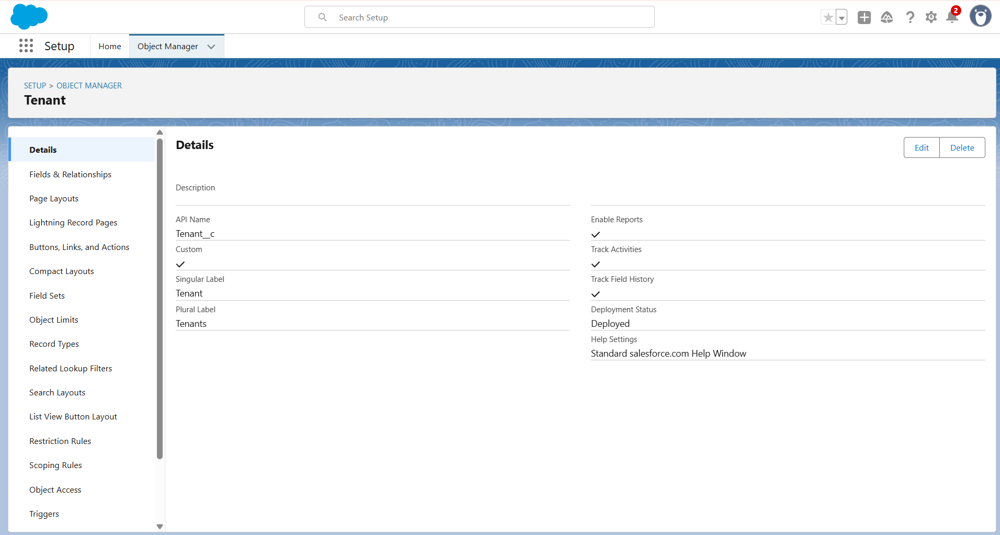 Search Setup
2
Setup
Home
Object Manager
SETUP > OBJECT MANAGER
Tenant
Details
Fields & Relationships
Page Layouts
Lightning Record Pages
Buttons, Links, and Actions
Compact Layouts
Field Sets
Object Limits
Record Types
Related Lookup Filters
Search Layouts
List View Button Layout
Restriction Rules
Scoping Rules
Object Access
Triggers
Details
Edit
Delete
Description
API Name
Tenant__c
Custom
Singular Label
Tenant
Plural Label
Tenants
Enable Reports
Track Activities
Track Field History
Deployment Status
Deployed
Help Settings
Standard salesforce.com Help Window